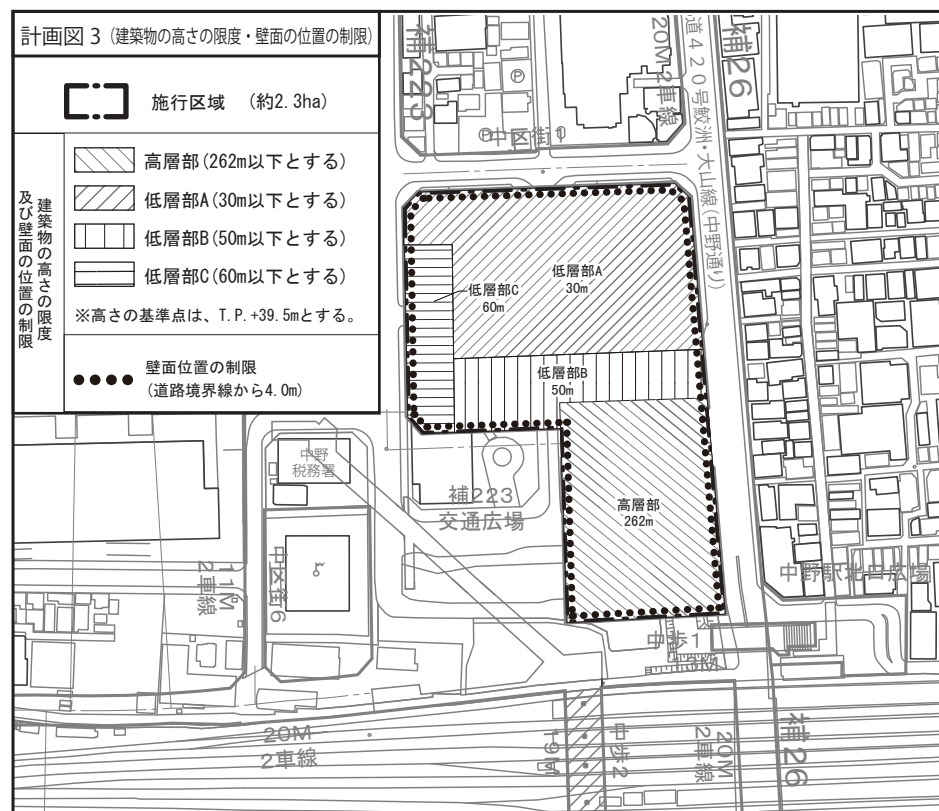 計画図 3 (建築物の高さの限度・壁面の位置の制限)
施行区域 (約2.3ha)
建築物の高さの限度
及び壁面の位置の制限
高層部(262m以下とする)
低層部A(30m以下とする)
低層部B(50m以下とする)
低層部C(60m以下とする)
※高さの基準点は、T.P.+39.5mとする。
壁面位置の制限
(道路境界線から4.0m)
補223
20M
2車線
道420号鮫洲・大山線(中野通り)
補26
P
中区街1
低層部A
30m
低層部C
60m
低層部B
50m
高層部
262m
中野
税務署
補223
交通広場
中区街6
11M
2車線
中野駅北口広場
中歩1
20M
2車線
19M
中歩2
20M
2車線
補26